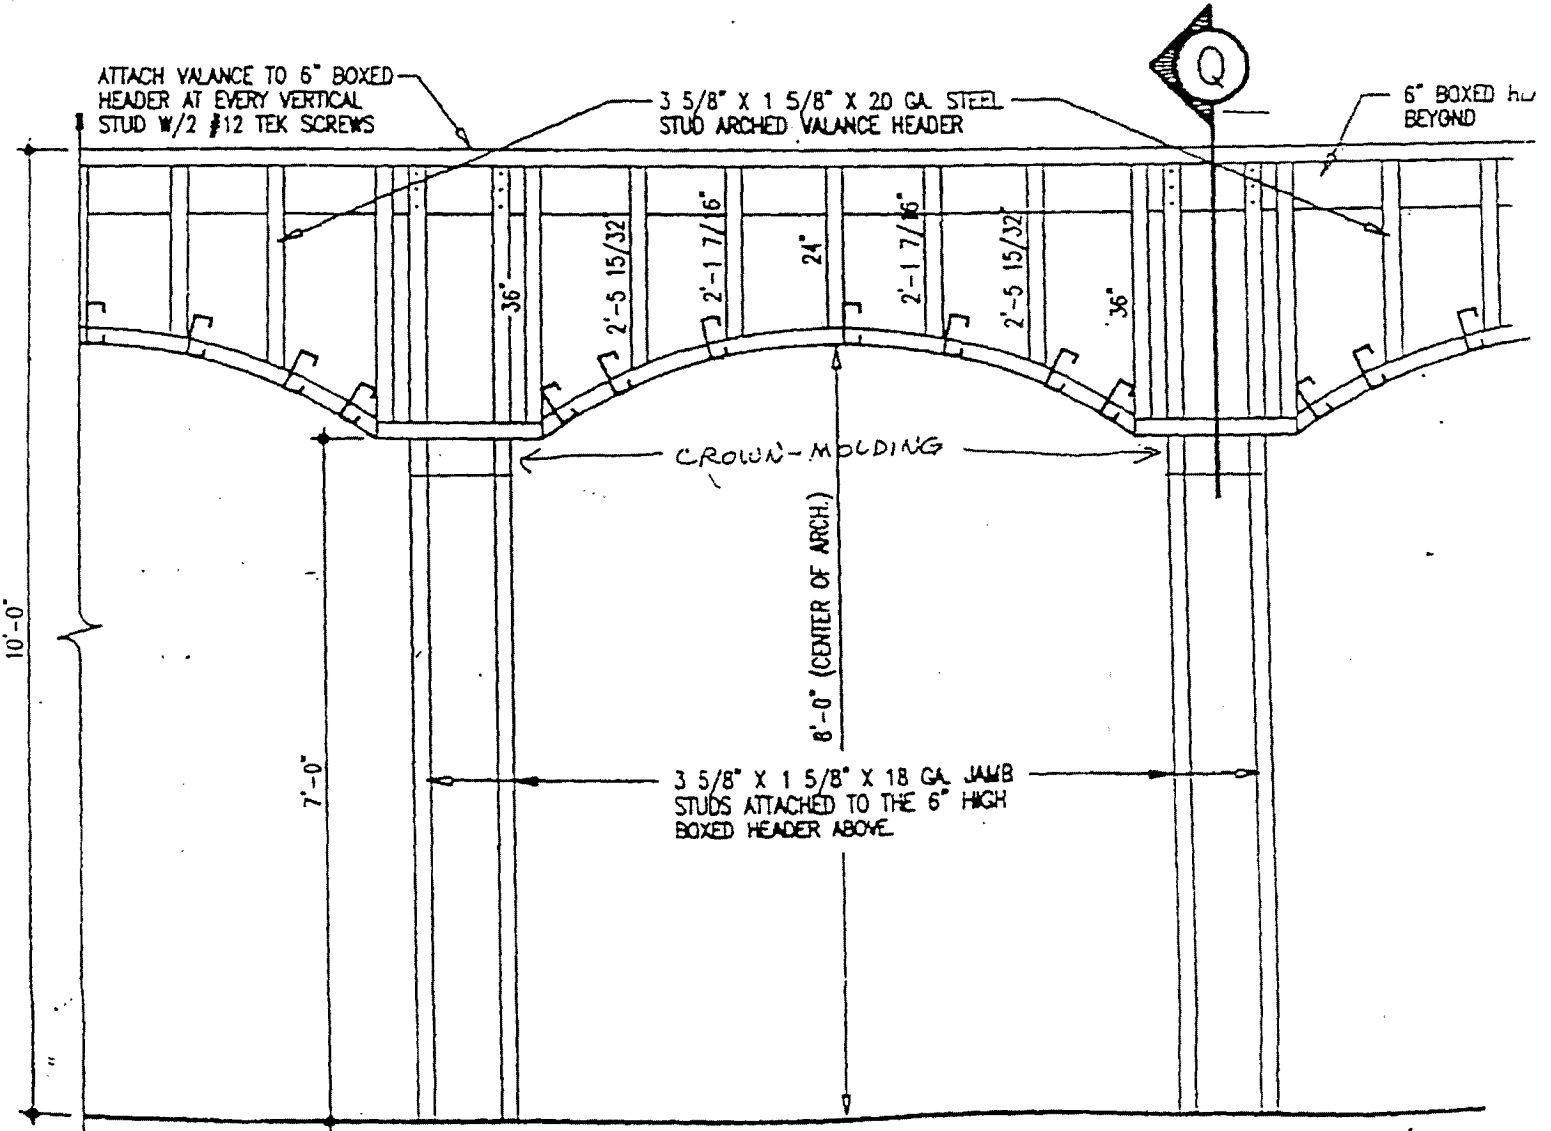 Q
ATTACH VALANCE TO 6" BOXED
HEADER AT EVERY VERTICAL
STUD W/2 #12 TEK SCREWS
3 5/8" X 1 5/8" X 20 GA. STEEL
STUD ARCHED VALANCE HEADER
6" BOXED
BEYOND
36"
2'-5 15/32"
2'-1 7/16"
24"
2'-1 7/16"
2'-5 15/32"
36"
CROWN-MOLDING
10'-0"
7'-0"
8'-0" (CENTER OF ARCH.)
3 5/8" X 1 5/8" X 18 GA. JAMB
STUDS ATTACHED TO THE 6" HIGH
BOXED HEADER ABOVE.